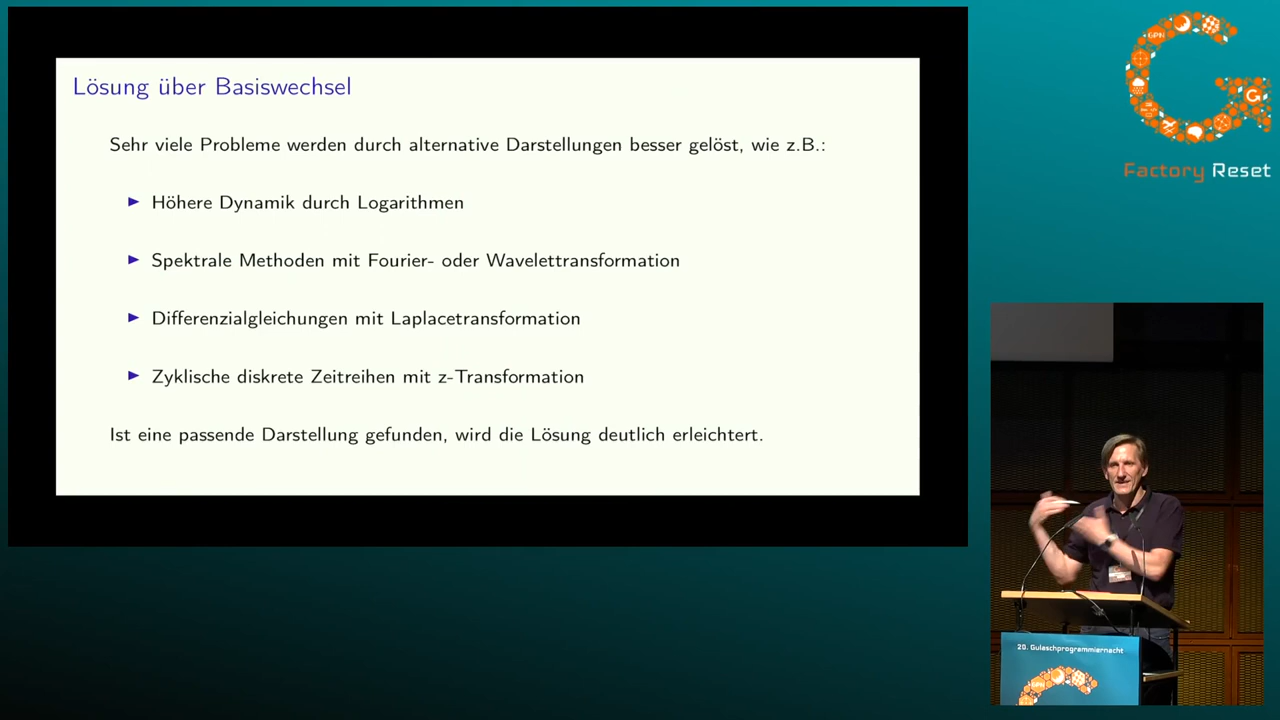 Lösung über Basiswechsel
Sehr viele Probleme werden durch alternative Darstellungen besser gelöst, wie z.B.:
Höhere Dynamik durch Logarithmen
Spektrale Methoden mit Fourier- oder Wavelettransformation
Differenzialgleichungen mit Laplacetransformation
Zyklische diskrete Zeitreihen mit z-Transformation
Ist eine passende Darstellung gefunden, wird die Lösung deutlich erleichtert.
GPN
G
Factory Reset
20. Gulaschprogrammiernacht
GPN